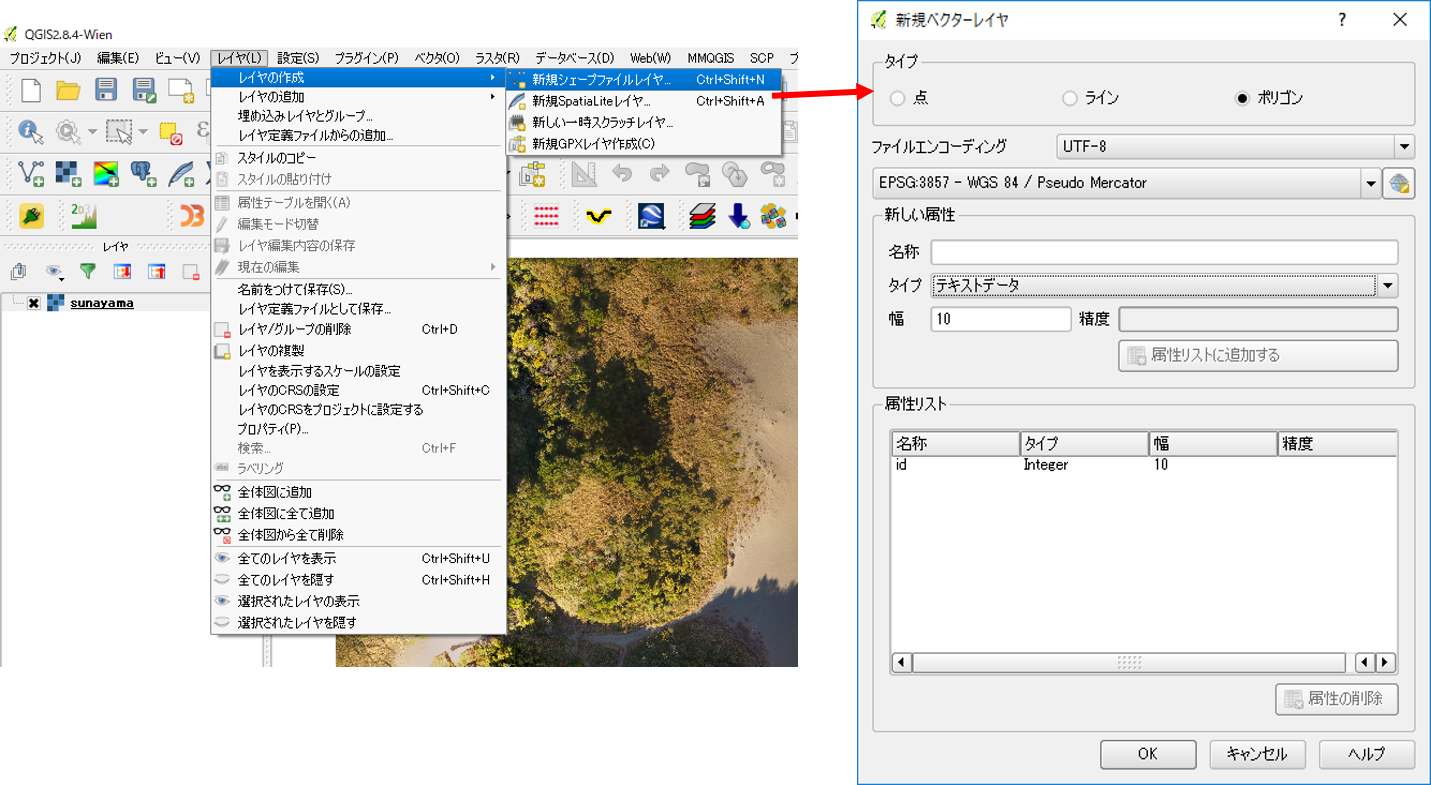 QGIS2.8.4-Wien
プロジェクト(J) 編集(E) ビュー(V) レイヤ(L) 設定(S) プラグイン(P) ベクタ(O) ラスタ(R) データベース(D) Web(W) MMQGIS SCP
レイヤの作成
レイヤの追加
埋め込みレイヤとグループ...
レイヤ定義ファイルからの追加...
スタイルのコピー
スタイルの貼り付け
属性テーブルを開く(A)
編集モード切替
レイヤ編集内容の保存
現在の編集
名前をつけて保存(S)...
レイヤ定義ファイルとして保存...
レイヤ/グループの削除 Ctrl+D
レイヤの複製
レイヤを表示するスケールの設定
レイヤのCRSの設定 Ctrl+Shift+C
レイヤのCRSをプロジェクトに設定する
プロパティ(P)...
検索... Ctrl+F
ラベリング
全体図に追加
全体図に全て追加
全体図から全て削除
全てのレイヤを表示 Ctrl+Shift+U
全てのレイヤを隠す Ctrl+Shift+H
選択されたレイヤの表示
選択されたレイヤを隠す
新規シェープファイルレイヤ... Ctrl+Shift+N
新規SpatiaLiteレイヤ... Ctrl+Shift+A
新しい一時スクラッチレイヤ...
新規GPXレイヤ作成(C)
レイヤ
sunayama
新規ベクターレイヤ
タイプ
点 ライン ポリゴン
ファイルエンコーディング UTF-8
EPSG:3857 - WGS 84 / Pseudo Mercator
新しい属性
名称
タイプ テキストデータ
幅 10 精度
属性リストに追加する
属性リスト
名称 タイプ 幅 精度
id Integer 10
属性の削除
OK キャンセル ヘルプ